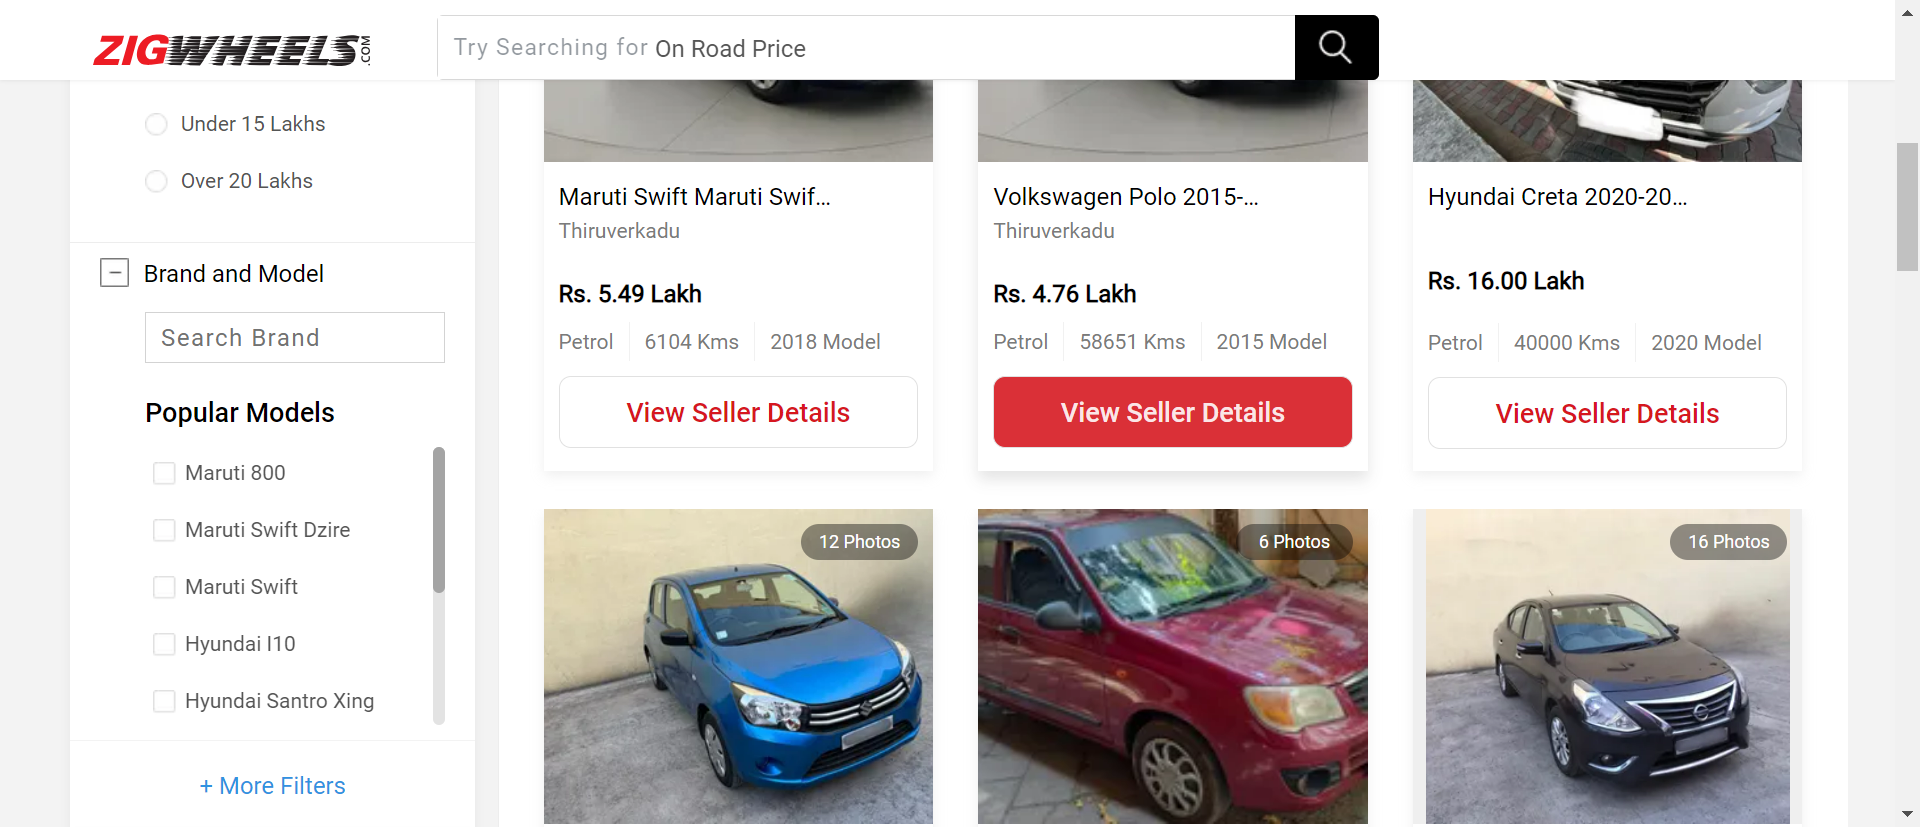 ZIGWHEELS.COM
Try Searching for On Road Price
Under 15 Lakhs
Over 20 Lakhs
Brand and Model
Search Brand
Popular Models
Maruti 800
Maruti Swift Dzire
Maruti Swift
Hyundai I10
Hyundai Santro Xing
+ More Filters
Maruti Swift Maruti Swif...
Thiruverkadu
Rs. 5.49 Lakh
Petrol 6104 Kms 2018 Model
View Seller Details
Volkswagen Polo 2015-...
Thiruverkadu
Rs. 4.76 Lakh
Petrol 58651 Kms 2015 Model
View Seller Details
Hyundai Creta 2020-20...
Rs. 16.00 Lakh
Petrol 40000 Kms 2020 Model
View Seller Details
12 Photos
6 Photos
16 Photos